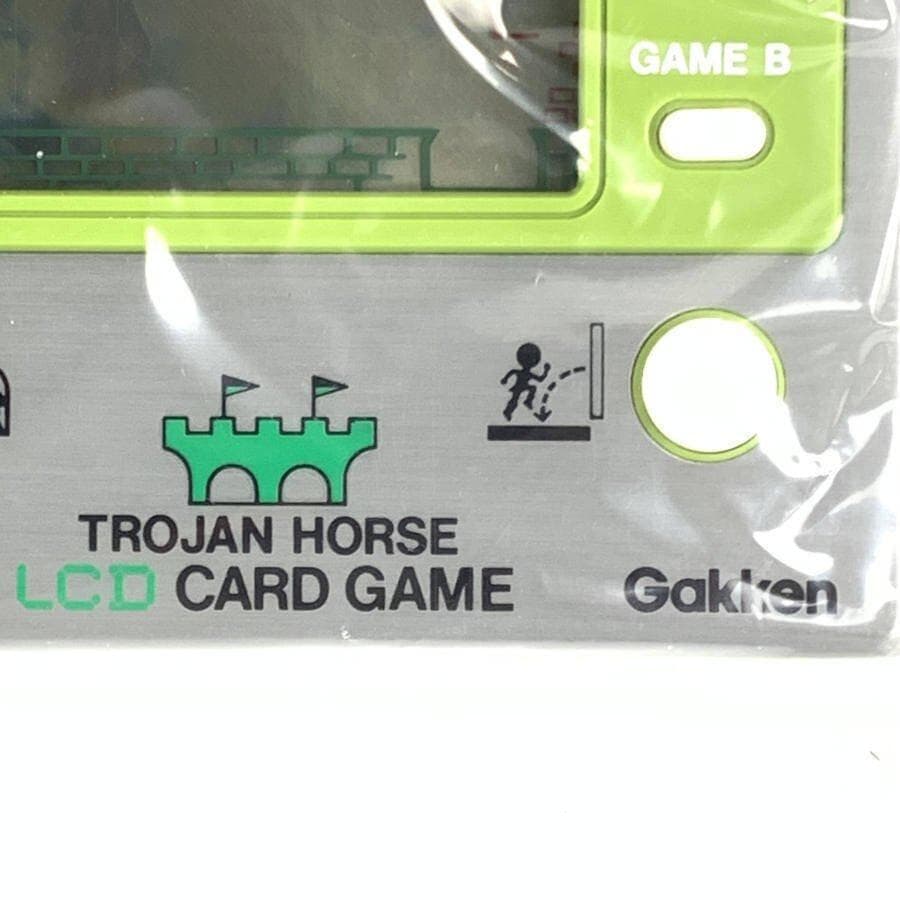 GAME B
TROJAN HORSE
LCD CARD GAME
Gakken